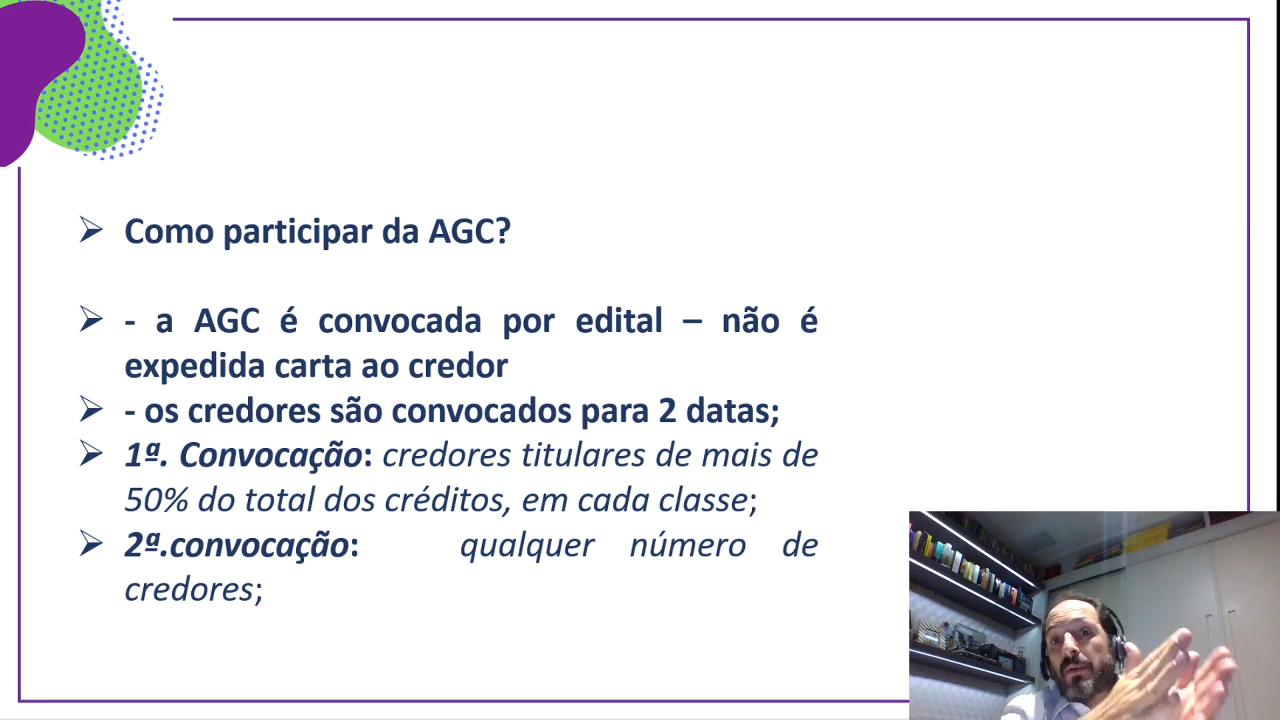 Como participar da AGC?
- a AGC é convocada por edital – não é
expedida carta ao credor
- os credores são convocados para 2 datas;
1ª. Convocação: credores titulares de mais de
50% do total dos créditos, em cada classe;
2ª.convocação: qualquer número de
credores;